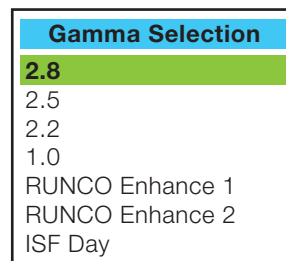 Gamma Selection
2.8
2.5
2.2
1.0
RUNCO Enhance 1
RUNCO Enhance 2
ISF Day